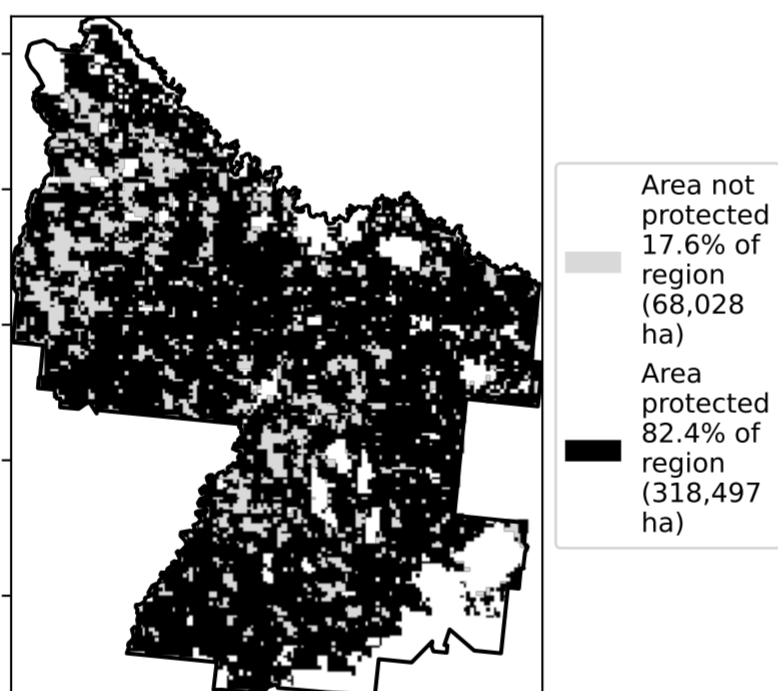 Area not
protected
17.6% of
region
(68,028
ha)
Area
protected
82.4% of
region
(318,497
ha)